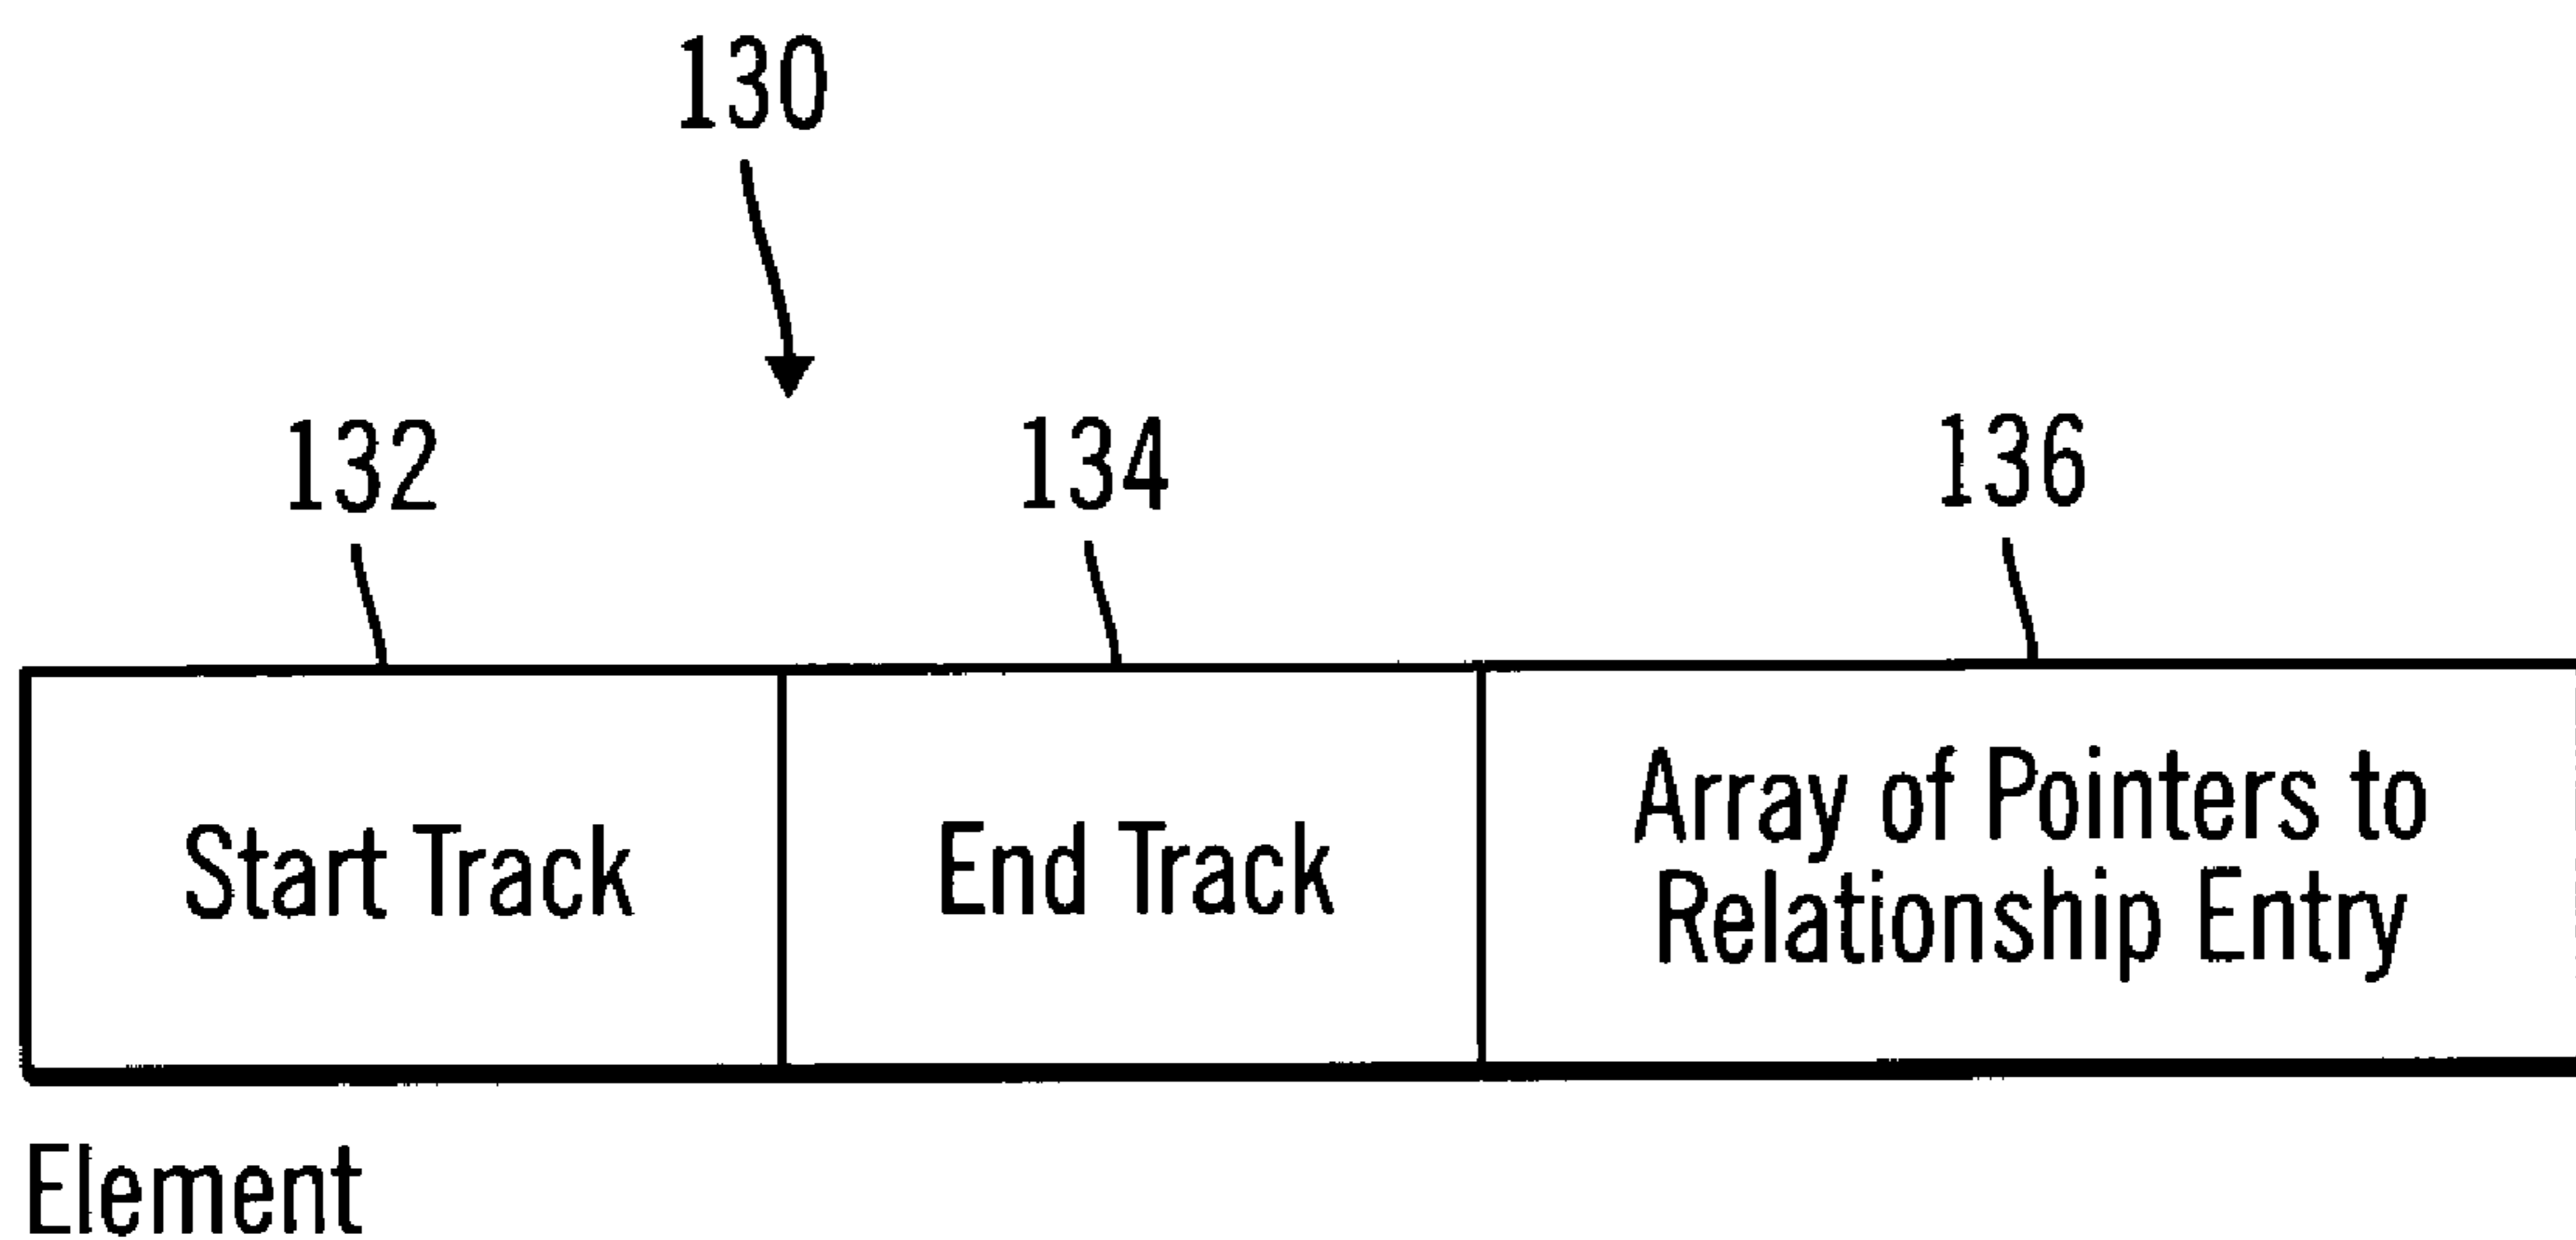 130
132
134
136
Start Track
End Track
Array of Pointers to
Relationship Entry
Element